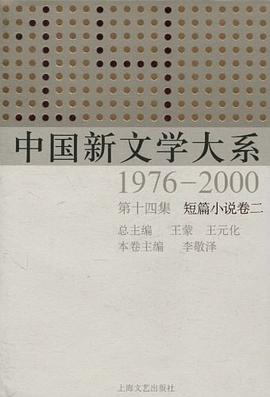 中国新文学大系
1976-2000
第十四集 短篇小说卷二
总主编 王蒙 王元化
本卷主编 李敬泽
上海文艺出版社